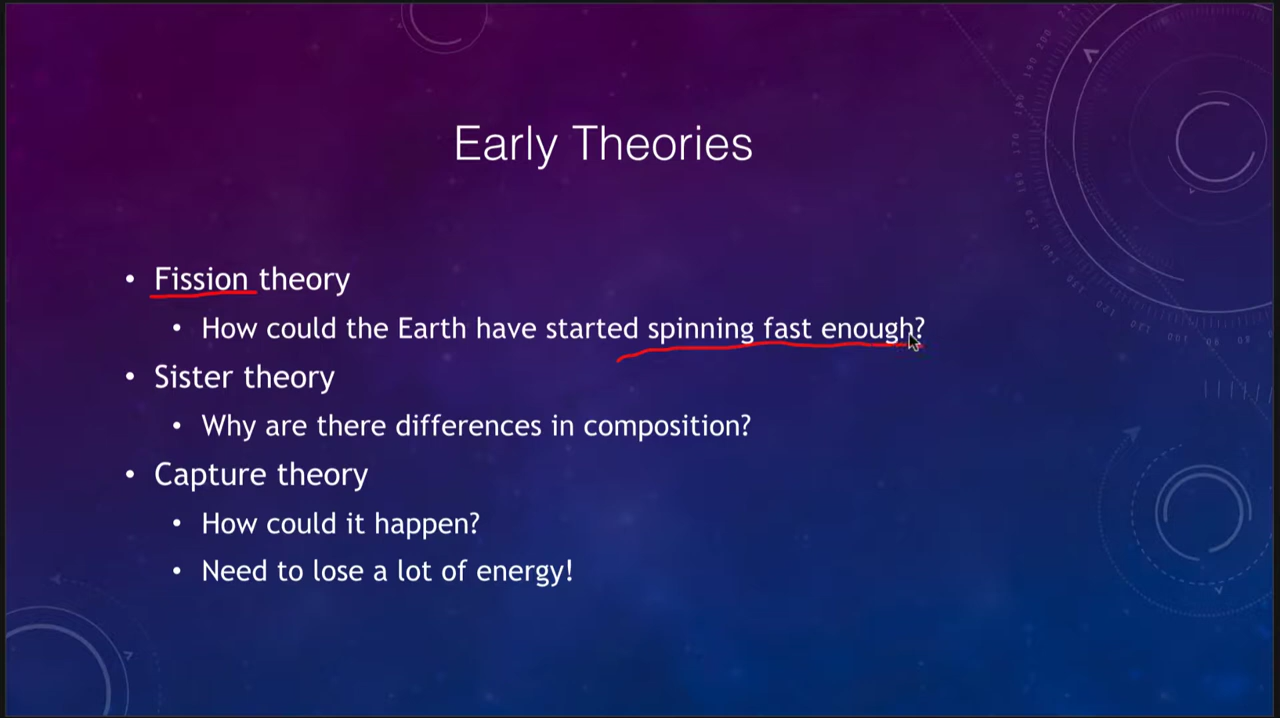 Early Theories
• Fission theory
• How could the Earth have started spinning fast enough?
• Sister theory
• Why are there differences in composition?
• Capture theory
• How could it happen?
• Need to lose a lot of energy!